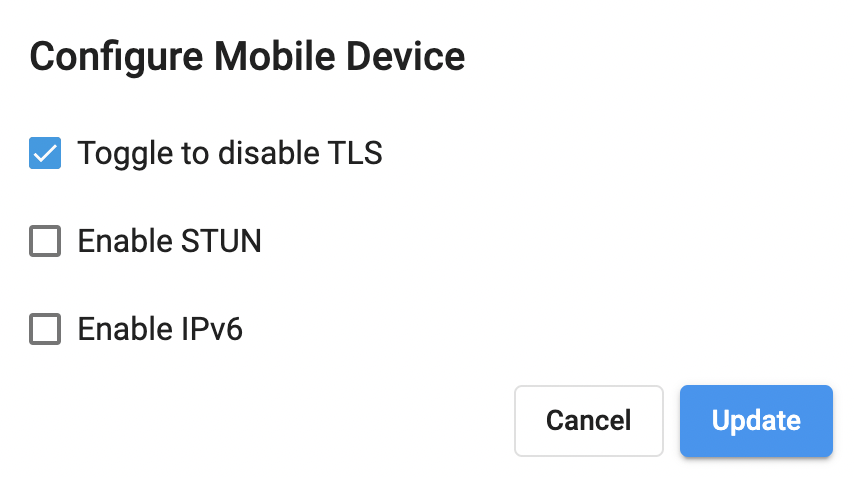 Configure Mobile Device
Toggle to disable TLS
Enable STUN
Enable IPv6
Cancel
Update